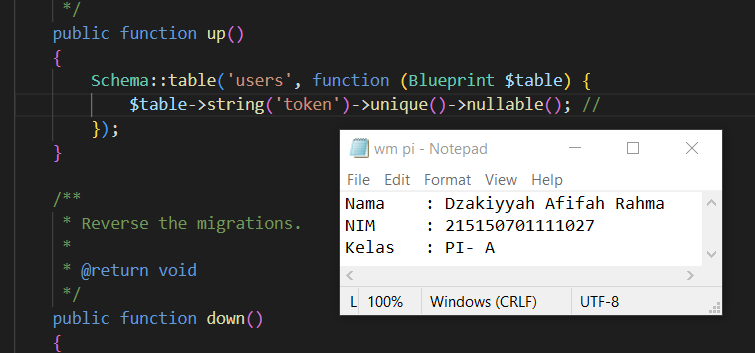 */
public function up()
{
Schema::table('users', function (Blueprint $table) {
$table->string('token')->unique()->nullable(); //
});
}
/**
* Reverse the migrations.
*
* @return void
*/
public function down()
{
wm pi - Notepad
File Edit Format View Help
Nama : Dzakiyyah Afifah Rahma
NIM : 215150701111027
Kelas : PI- A
L 100% Windows (CRLF) UTF-8